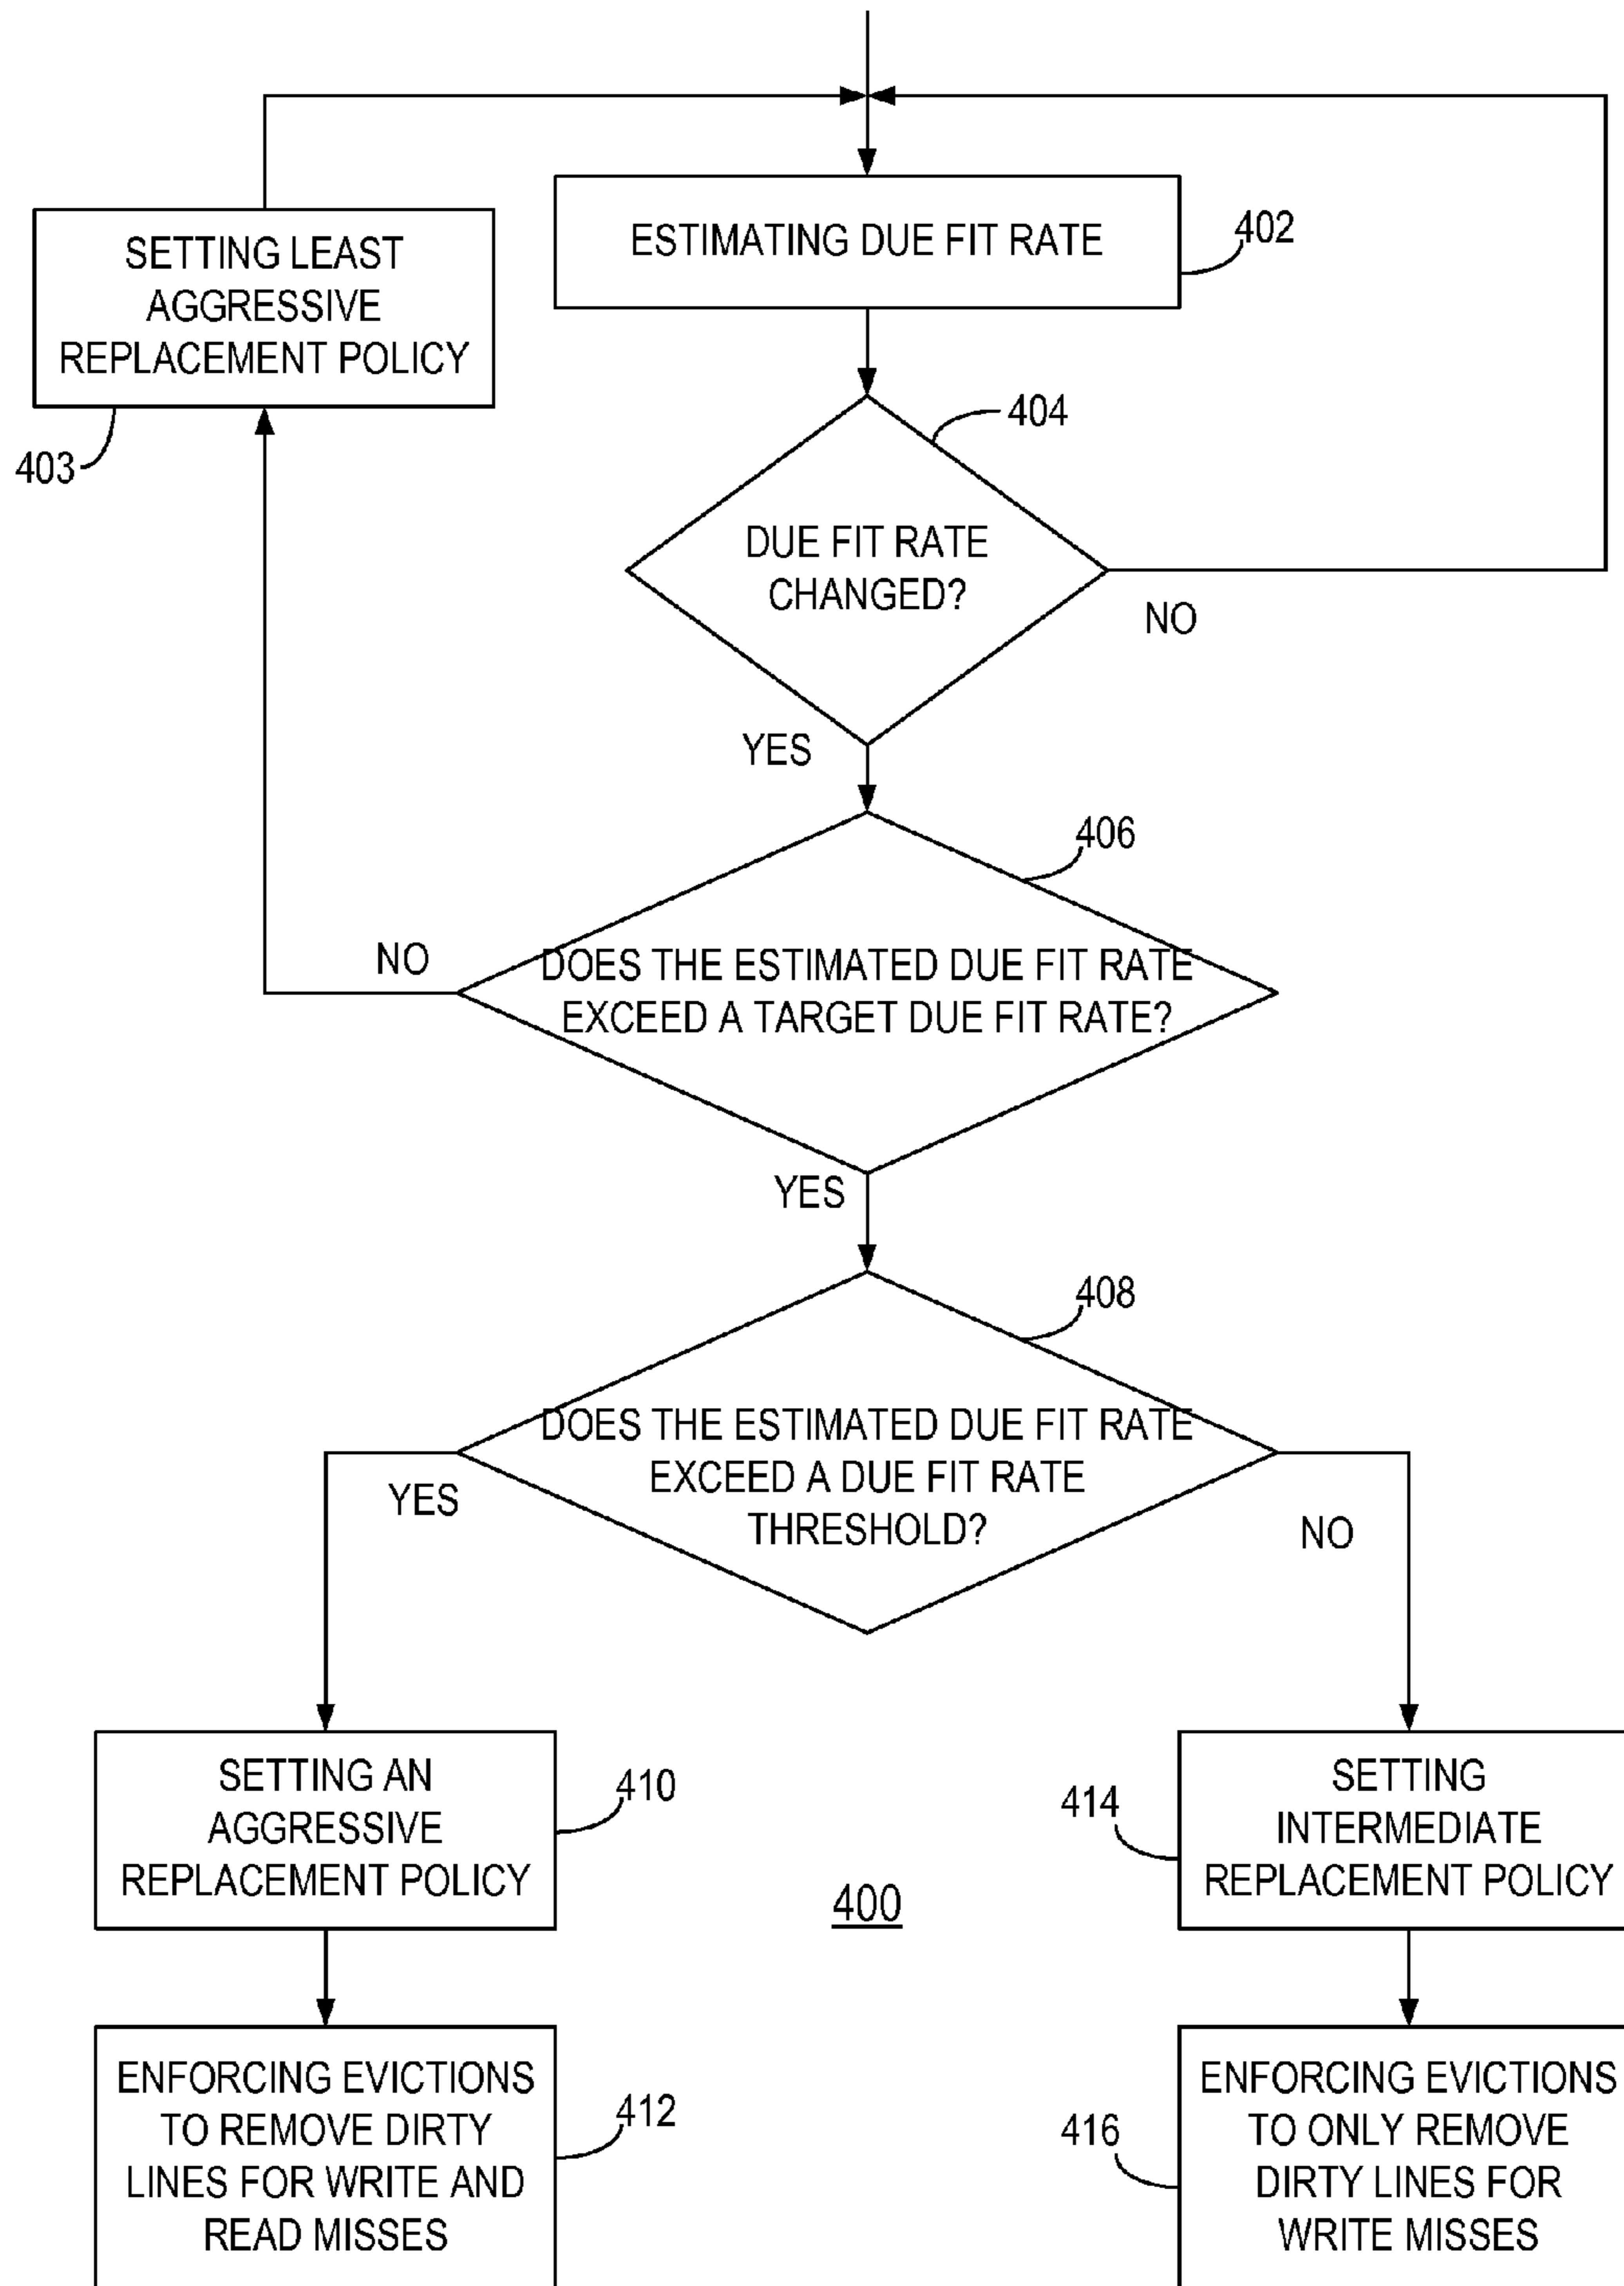 SETTING LEAST
AGGRESSIVE
REPLACEMENT POLICY
403
ESTIMATING DUE FIT RATE
402
404
DUE FIT RATE
CHANGED?
NO
YES
406
NO
DOES THE ESTIMATED DUE FIT RATE
EXCEED A TARGET DUE FIT RATE?
YES
408
DOES THE ESTIMATED DUE FIT RATE
EXCEED A DUE FIT RATE
THRESHOLD?
YES
NO
SETTING AN
AGGRESSIVE
REPLACEMENT POLICY
410
414
SETTING
INTERMEDIATE
REPLACEMENT POLICY
400
ENFORCING EVICTIONS
TO REMOVE DIRTY
LINES FOR WRITE AND
READ MISSES
412
416
ENFORCING EVICTIONS
TO ONLY REMOVE
DIRTY LINES FOR
WRITE MISSES